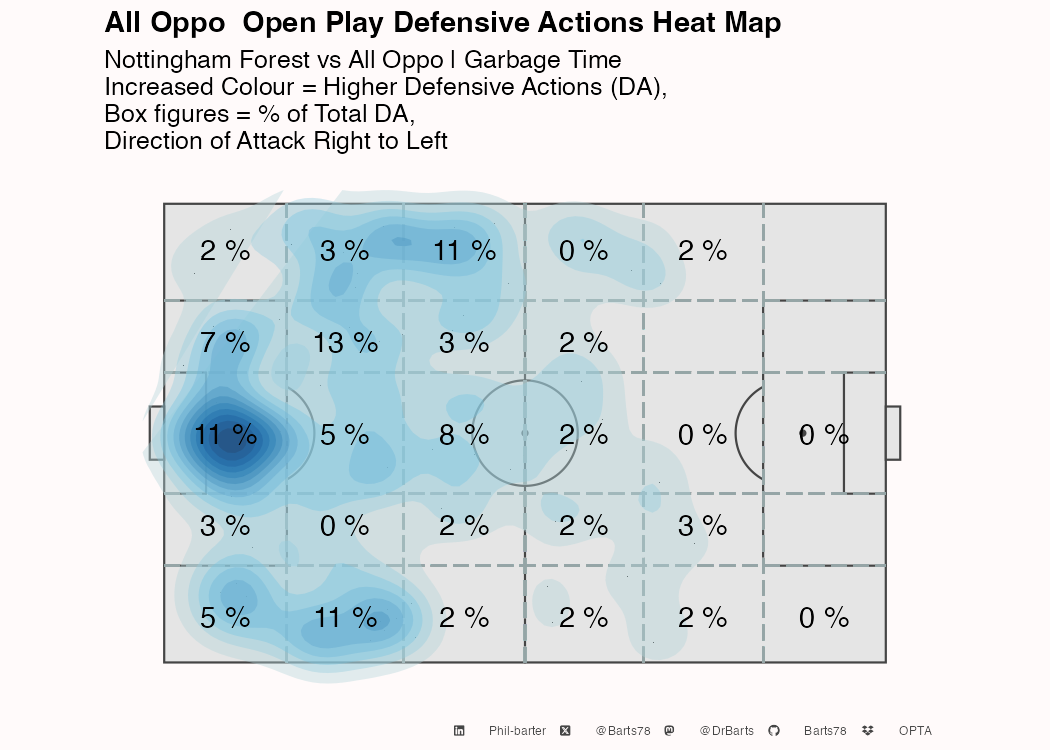 All Oppo  Open Play Defensive Actions Heat Map
Nottingham Forest vs All Oppo | Garbage Time
Increased Colour = Higher Defensive Actions (DA),
Box figures = % of Total DA,
Direction of Attack Right to Left
2 % 3 % 11 % 0 % 2 %
7 % 13 % 3 % 2 %
11 % 5 % 8 % 2 % 0 % 0 %
3 % 0 % 2 % 2 % 3 %
5 % 11 % 2 % 2 % 2 % 0 %
Phil-barter @Barts78 @DrBarts Barts78 OPTA